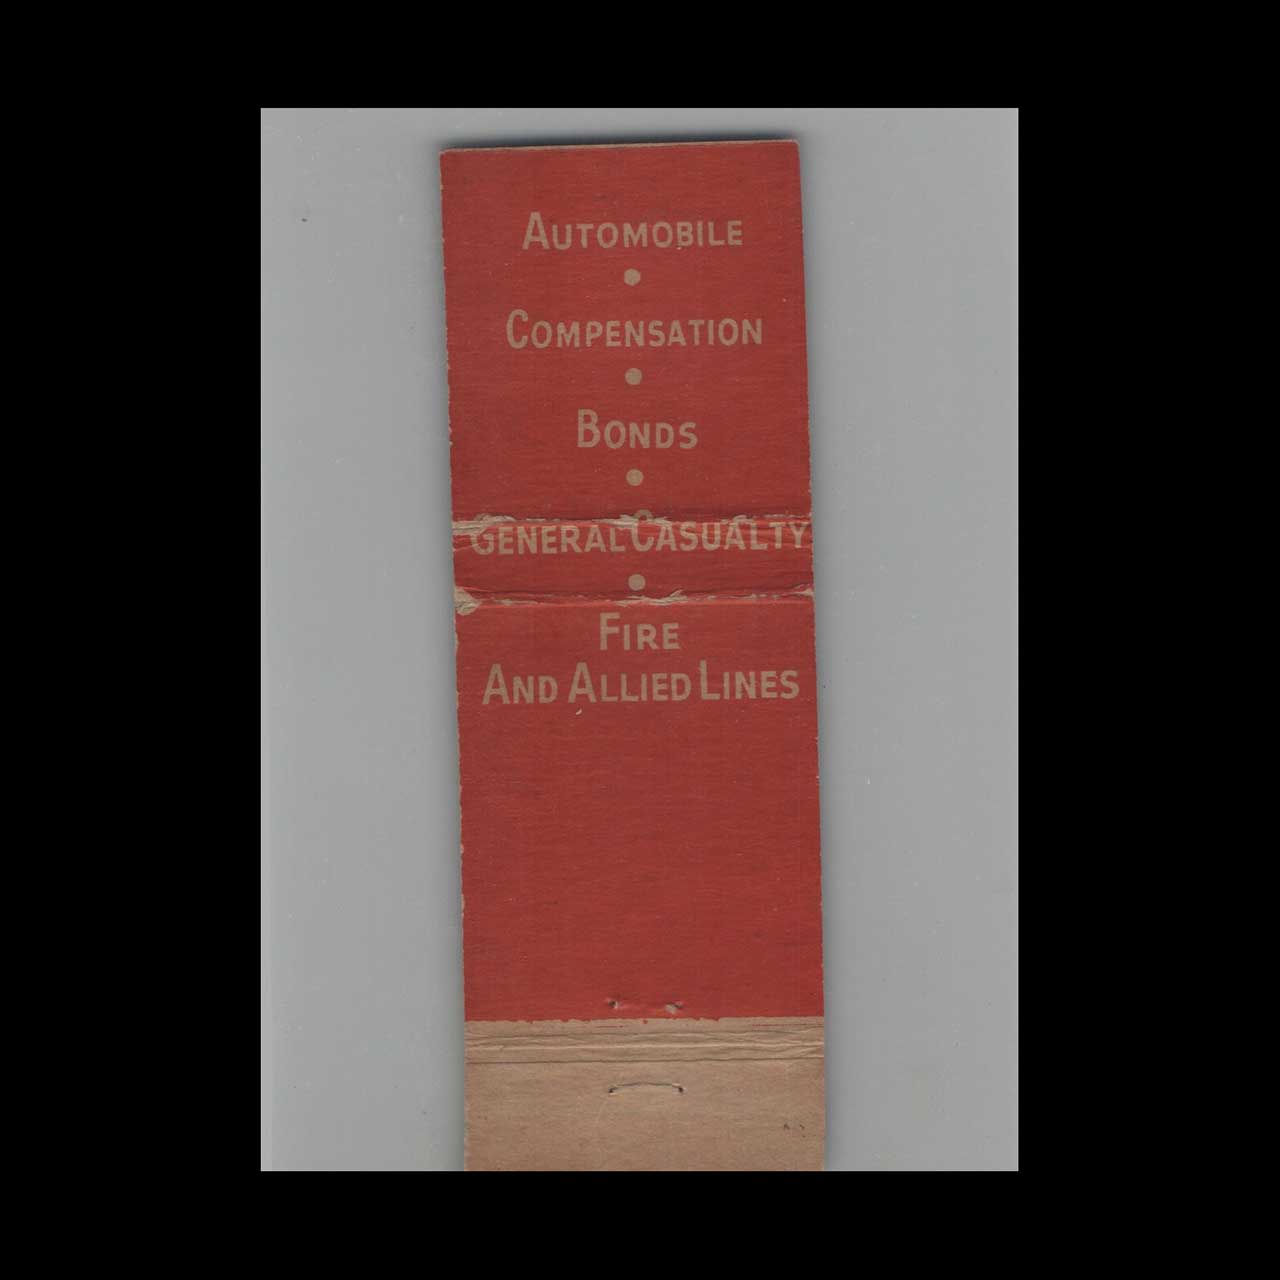 AUTOMOBILE
•
COMPENSATION
•
BONDS
•
GENERAL CASUALTY
•
FIRE
AND ALLIED LINES